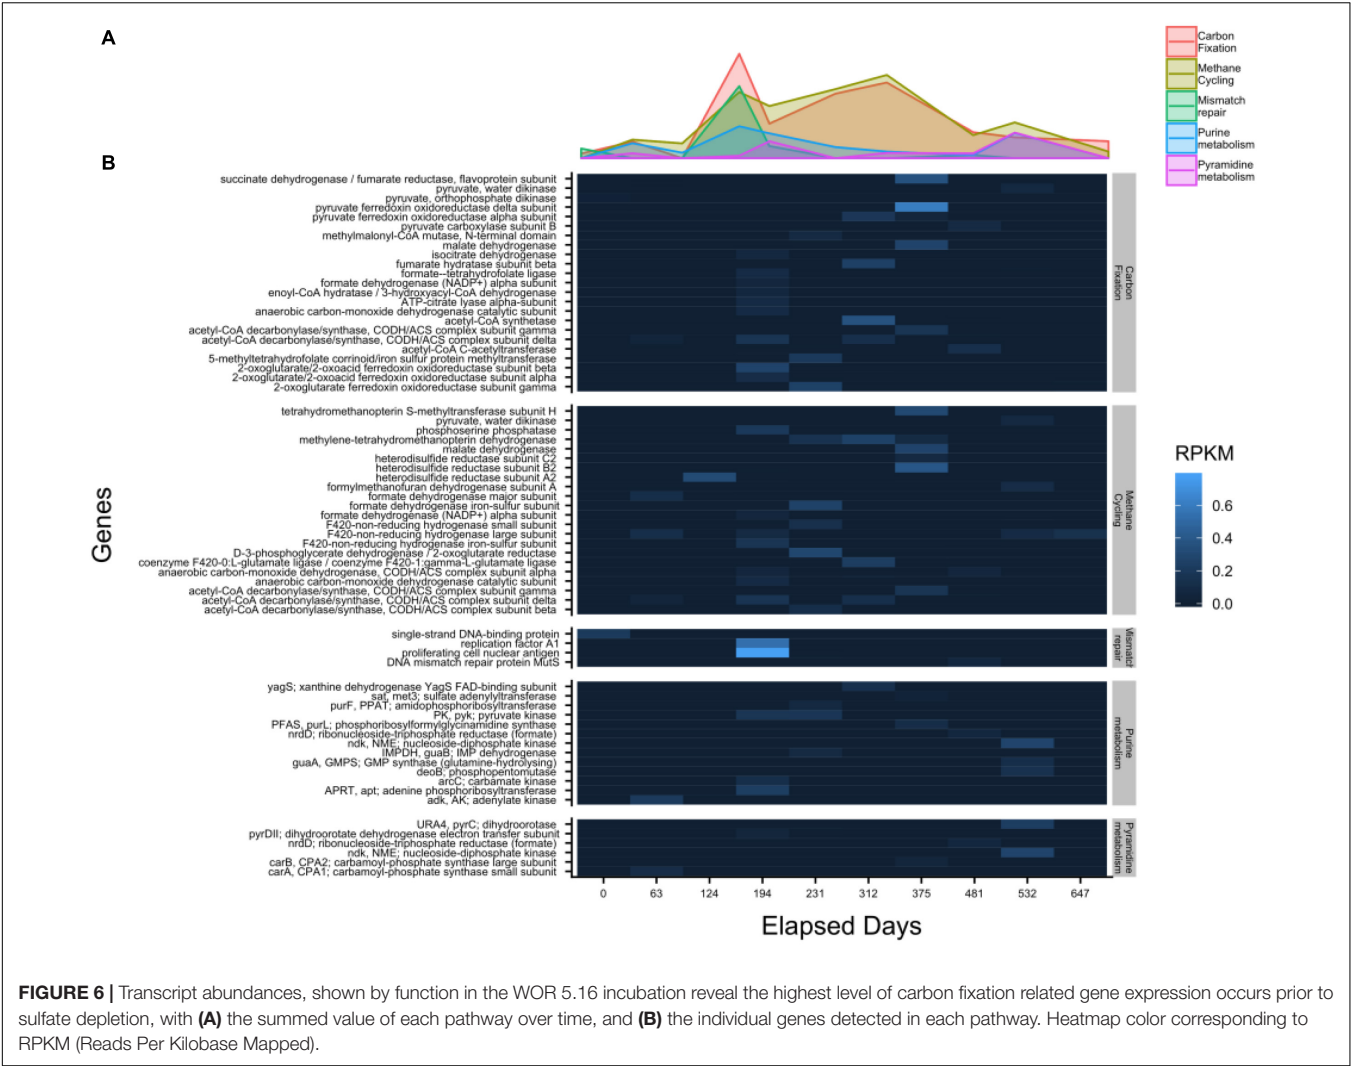 A
Carbon
Fixation
Methane
Cycling
Mismatch
repair
Purine
metabolism
Pyramidine
metabolism
B
succinate dehydrogenase / fumarate reductase, flavoprotein subunit
pyruvate, water dikinase
pyruvate, orthophosphate dikinase
pyruvate ferredoxin oxidoreductase delta subunit
pyruvate ferredoxin oxidoreductase alpha subunit
pyruvate carboxylase subunit B
methylmalonyl-CoA mutase, N-terminal domain
malate dehydrogenase
isocitrate dehydrogenase
fumarate hydratase subunit beta
formate--tetrahydrofolate ligase
formate dehydrogenase (NADP+) alpha subunit
enoyl-CoA hydratase / 3-hydroxyacyl-CoA dehydrogenase
ATP-citrate lyase alpha-subunit
anaerobic carbon-monoxide dehydrogenase catalytic subunit
acetyl-CoA synthetase
acetyl-CoA decarbonylase/synthase, CODH/ACS complex subunit gamma
acetyl-CoA decarbonylase/synthase, CODH/ACS complex subunit delta
acetyl-CoA C-acetyltransferase
5-methyltetrahydrofolate corrinoid/iron sulfur protein methyltransferase
2-oxoglutarate/2-oxoacid ferredoxin oxidoreductase subunit beta
2-oxoglutarate/2-oxoacid ferredoxin oxidoreductase subunit alpha
2-oxoglutarate ferredoxin oxidoreductase subunit gamma
Carbon
Fixation
tetrahydromethanopterin S-methyltransferase subunit H
pyruvate, water dikinase
phosphoserine phosphatase
methylene-tetrahydromethanopterin dehydrogenase
malate dehydrogenase
heterodisulfide reductase subunit C2
heterodisulfide reductase subunit B2
heterodisulfide reductase subunit A2
formylmethanofuran dehydrogenase subunit A
formate dehydrogenase major subunit
formate dehydrogenase iron-sulfur subunit
formate dehydrogenase (NADP+) alpha subunit
F420-non-reducing hydrogenase small subunit
F420-non-reducing hydrogenase large subunit
F420-non-reducing hydrogenase iron-sulfur subunit
D-3-phosphoglycerate dehydrogenase / 2-oxoglutarate reductase
coenzyme F420-0:L-glutamate ligase / coenzyme F420-1:gamma-L-glutamate ligase
anaerobic carbon-monoxide dehydrogenase, CODH/ACS complex subunit alpha
anaerobic carbon-monoxide dehydrogenase catalytic subunit
acetyl-CoA decarbonylase/synthase, CODH/ACS complex subunit gamma
acetyl-CoA decarbonylase/synthase, CODH/ACS complex subunit delta
acetyl-CoA decarbonylase/synthase, CODH/ACS complex subunit beta
Methane
Cycling
single-strand DNA-binding protein
replication factor A1
proliferating cell nuclear antigen
DNA mismatch repair protein MutS
Mismatch
repair
yagS; xanthine dehydrogenase YagS FAD-binding subunit
sat, met3; sulfate adenylyltransferase
purF, PPAT; amidophosphoribosyltransferase
PK, pyk; pyruvate kinase
PFAS, purL; phosphoribosylformylglycinamidine synthase
nrdD; ribonucleoside-triphosphate reductase (formate)
ndk, NME; nucleoside-diphosphate kinase
IMPDH, guaB; IMP dehydrogenase
guaA, GMPS; GMP synthase (glutamine-hydrolysing)
deoB; phosphopentomutase
arcC; carbamate kinase
APRT, apt; adenine phosphoribosyltransferase
adk, AK; adenylate kinase
Purine
metabolism
URA4, pyrC; dihydroorotase
pyrDII; dihydroorotate dehydrogenase electron transfer subunit
nrdD; ribonucleoside-triphosphate reductase (formate)
ndk, NME; nucleoside-diphosphate kinase
carB, CPA2; carbamoyl-phosphate synthase large subunit
carA, CPA1; carbamoyl-phosphate synthase small subunit
Pyramidine
metabolism
Genes
0 63 124 194 231 312 375 481 532 647
Elapsed Days
RPKM
0.6
0.4
0.2
0.0
FIGURE 6 | Transcript abundances, shown by function in the WOR 5.16 incubation reveal the highest level of carbon fixation related gene expression occurs prior to
sulfate depletion, with (A) the summed value of each pathway over time, and (B) the individual genes detected in each pathway. Heatmap color corresponding to
RPKM (Reads Per Kilobase Mapped).